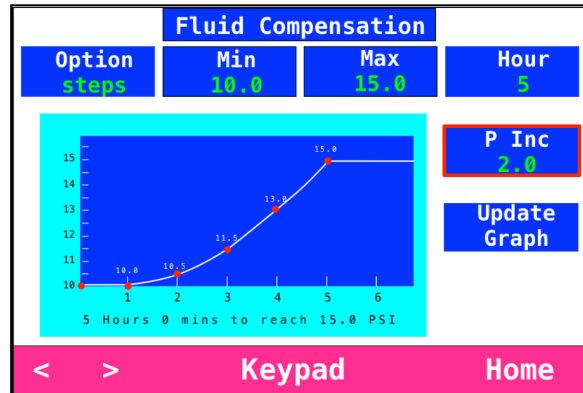 Fluid Compensation
Option Min Max Hour
steps 10.0 15.0 5
P Inc
2.0
Update
Graph
15.0
15
14
13.0
13
12
11.5
11
10.0 10.5
10
1 2 3 4 5 6
5 Hours 0 mins to reach 15.0 PSI
< > Keypad Home